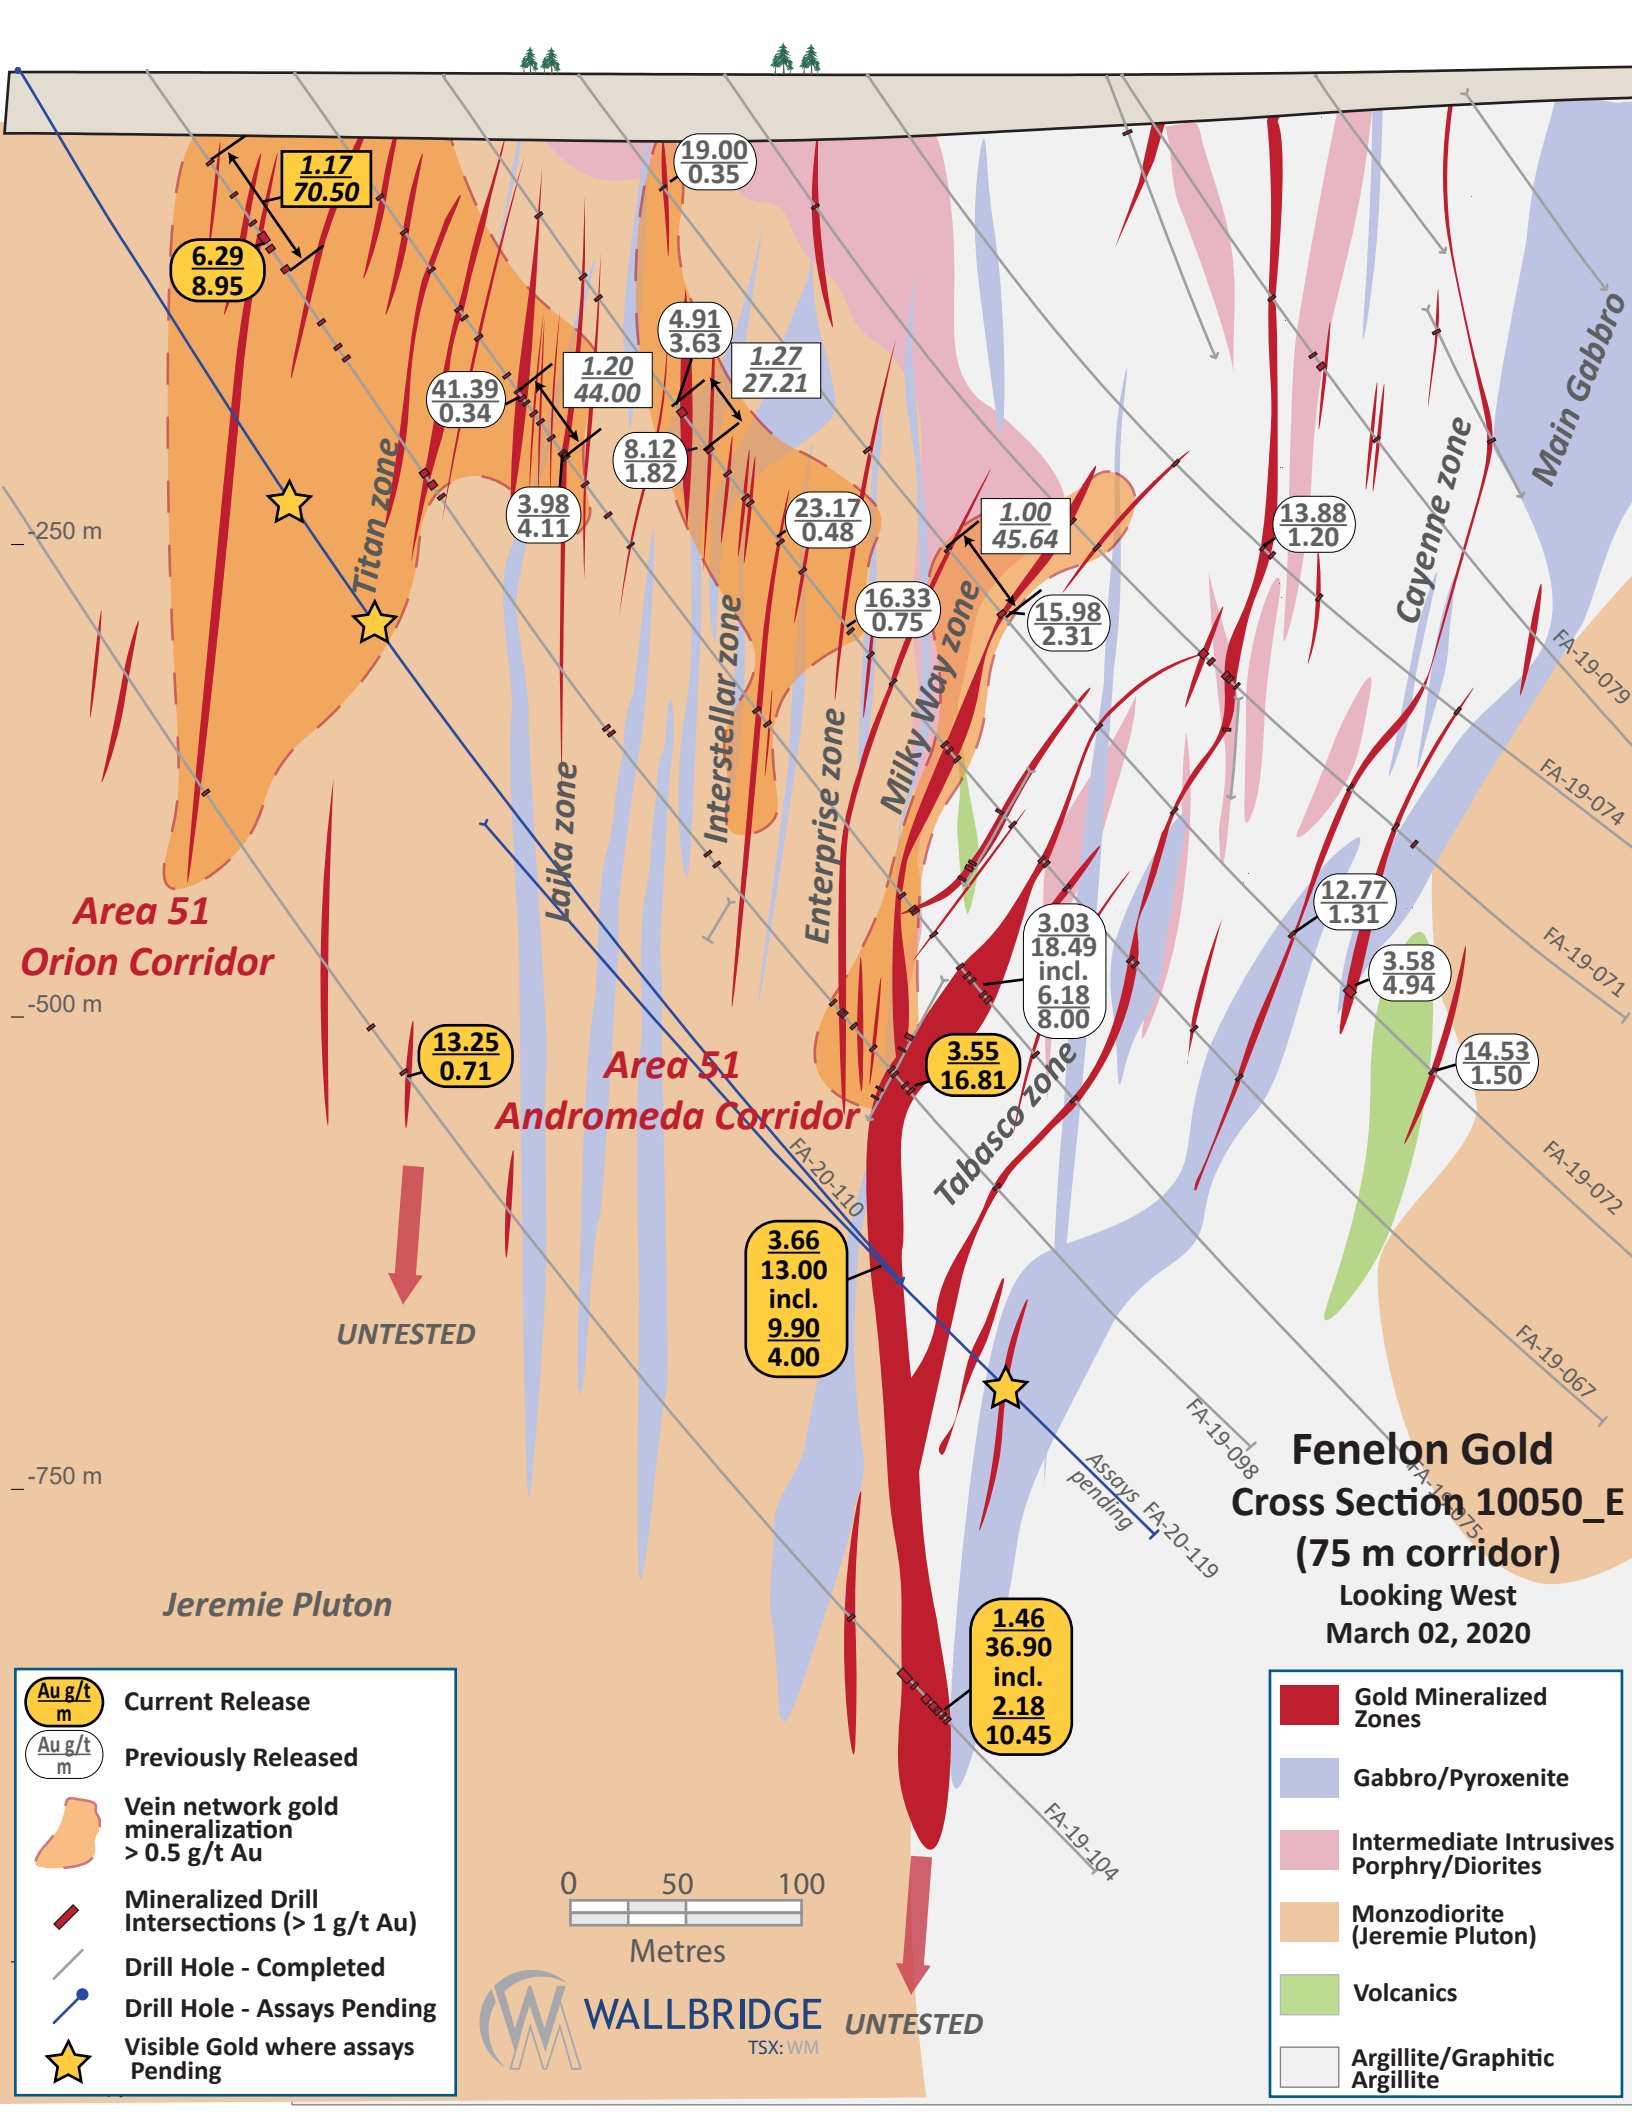 19.00
0.35
1.17
70.50
6.29
8.95
4.91
3.63
1.27
27.21
1.20
44.00
41.39
0.34
8.12
1.82
3.98
4.11
23.17
0.48
1.00
45.64
13.88
1.20
16.33
0.75
15.98
2.31
-250 m
Titan zone
Main Gabbro
Cayenne zone
Interstellar zone
Milky Way zone
Enterprise zone
Laika zone
FA-19-079
FA-19-074
FA-19-071
Area 51
Orion Corridor
12.77
1.31
3.03
18.49
incl.
6.18
8.00
3.58
4.94
-500 m
13.25
0.71
Area 51
Andromeda Corridor
3.55
16.81
14.53
1.50
Tabasco zone
FA-20-110
FA-19-072
3.66
13.00
incl.
9.90
4.00
UNTESTED
FA-19-067
FA-19-098
FA-19-075
Assays
pending
FA-20-119
-750 m
Fenelon Gold
Cross Section 10050_E
(75 m corridor)
Looking West
March 02, 2020
Jeremie Pluton
1.46
36.90
incl.
2.18
10.45
FA-19-104
Au g/t
m
Current Release
Au g/t
m
Previously Released
Vein network gold
mineralization
> 0.5 g/t Au
Mineralized Drill
Intersections (> 1 g/t Au)
Drill Hole - Completed
Drill Hole - Assays Pending
Visible Gold where assays
Pending
0 50 100
Metres
WALLBRIDGE
TSX: WM
UNTESTED
Gold Mineralized
Zones
Gabbro/Pyroxenite
Intermediate Intrusives
Porphry/Diorites
Monzodiorite
(Jeremie Pluton)
Volcanics
Argillite/Graphitic
Argillite